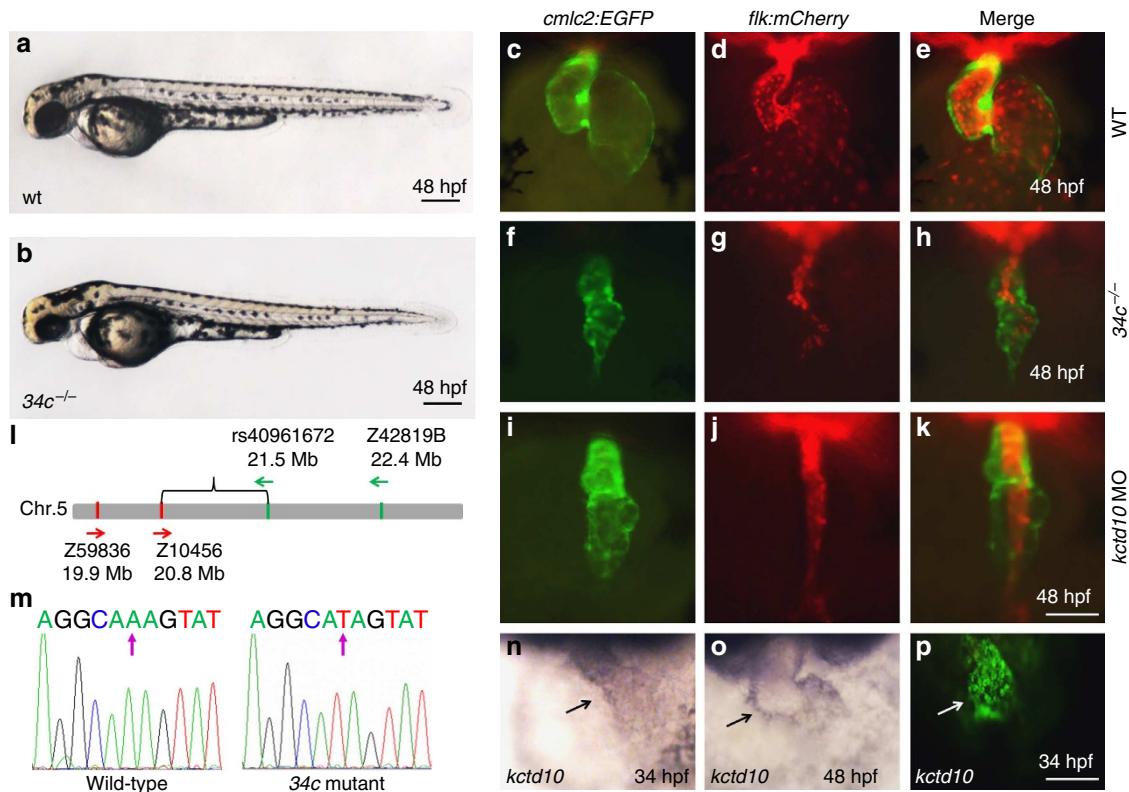 cmlc2:EGFP flk:mCherry Merge
a
wt
48 hpf
b
34c⁻/⁻
48 hpf
c
d
e
48 hpf
WT
f
g
h
48 hpf
34c⁻/⁻
i
j
k
48 hpf
kctd10 MO
l
rs40961672
21.5 Mb
Z42819B
22.4 Mb
Chr.5
Z59836
19.9 Mb
Z10456
20.8 Mb
m
AGGCAAAGTAT
AGGCATAGTAT
Wild-type
34c mutant
n
kctd10 34 hpf
o
kctd10 48 hpf
p
kctd10 34 hpf